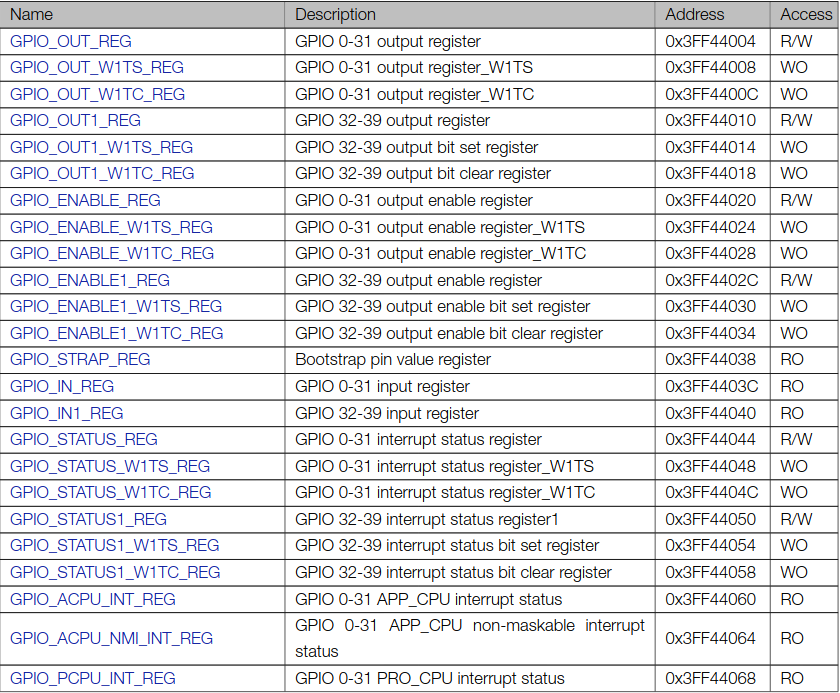 Name Description Address Access
GPIO_OUT_REG GPIO 0-31 output register 0x3FF44004 R/W
GPIO_OUT_W1TS_REG GPIO 0-31 output register_W1TS 0x3FF44008 WO
GPIO_OUT_W1TC_REG GPIO 0-31 output register_W1TC 0x3FF4400C WO
GPIO_OUT1_REG GPIO 32-39 output register 0x3FF44010 R/W
GPIO_OUT1_W1TS_REG GPIO 32-39 output bit set register 0x3FF44014 WO
GPIO_OUT1_W1TC_REG GPIO 32-39 output bit clear register 0x3FF44018 WO
GPIO_ENABLE_REG GPIO 0-31 output enable register 0x3FF44020 R/W
GPIO_ENABLE_W1TS_REG GPIO 0-31 output enable register_W1TS 0x3FF44024 WO
GPIO_ENABLE_W1TC_REG GPIO 0-31 output enable register_W1TC 0x3FF44028 WO
GPIO_ENABLE1_REG GPIO 32-39 output enable register 0x3FF4402C R/W
GPIO_ENABLE1_W1TS_REG GPIO 32-39 output enable bit set register 0x3FF44030 WO
GPIO_ENABLE1_W1TC_REG GPIO 32-39 output enable bit clear register 0x3FF44034 WO
GPIO_STRAP_REG Bootstrap pin value register 0x3FF44038 RO
GPIO_IN_REG GPIO 0-31 input register 0x3FF4403C RO
GPIO_IN1_REG GPIO 32-39 input register 0x3FF44040 RO
GPIO_STATUS_REG GPIO 0-31 interrupt status register 0x3FF44044 R/W
GPIO_STATUS_W1TS_REG GPIO 0-31 interrupt status register_W1TS 0x3FF44048 WO
GPIO_STATUS_W1TC_REG GPIO 0-31 interrupt status register_W1TC 0x3FF4404C WO
GPIO_STATUS1_REG GPIO 32-39 interrupt status register1 0x3FF44050 R/W
GPIO_STATUS1_W1TS_REG GPIO 32-39 interrupt status bit set register 0x3FF44054 WO
GPIO_STATUS1_W1TC_REG GPIO 32-39 interrupt status bit clear register 0x3FF44058 WO
GPIO_ACPU_INT_REG GPIO 0-31 APP_CPU interrupt status 0x3FF44060 RO
GPIO_ACPU_NMI_INT_REG GPIO 0-31 APP_CPU non-maskable interrupt status 0x3FF44064 RO
GPIO_PCPU_INT_REG GPIO 0-31 PRO_CPU interrupt status 0x3FF44068 RO